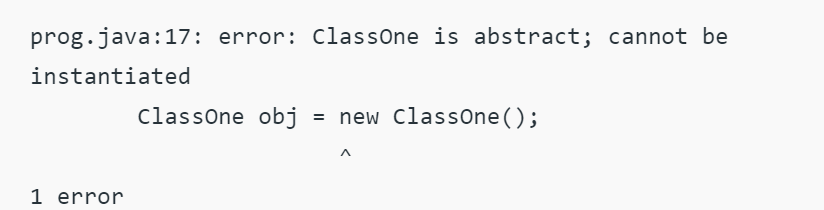 prog.java:17: error: ClassOne is abstract; cannot be
instantiated
        ClassOne obj = new ClassOne();
                       ^
1 error